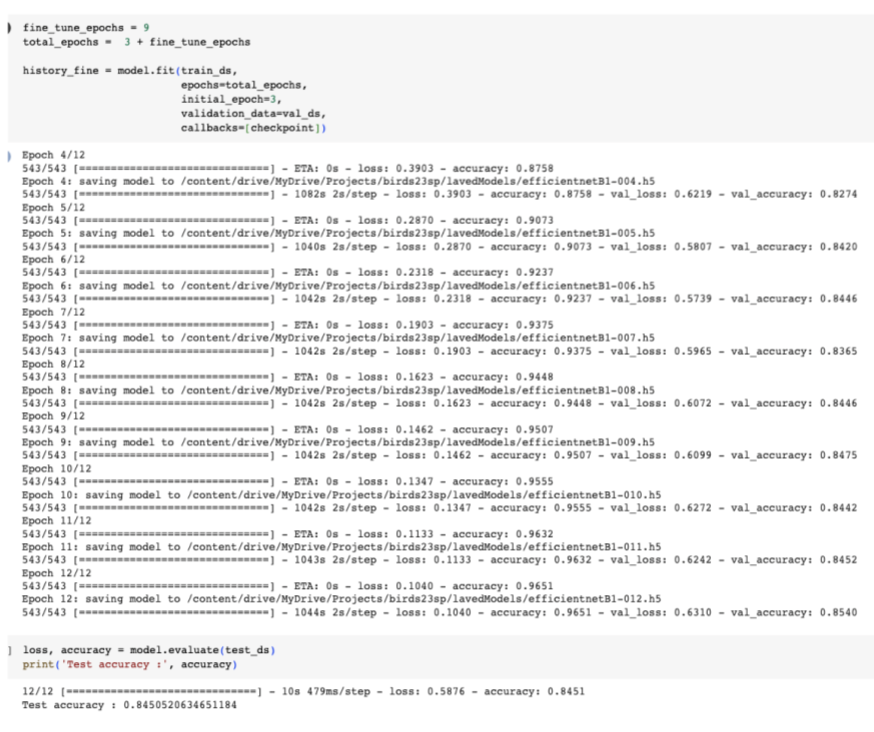 fine_tune_epochs = 9
total_epochs =  3 + fine_tune_epochs
history_fine = model.fit(train_ds,
epochs=total_epochs,
initial_epoch=3,
validation_data=val_ds,
callbacks=[checkpoint])
Epoch 4/12
543/543 [==============================] - ETA: 0s - loss: 0.3903 - accuracy: 0.8758
Epoch 4: saving model to /content/drive/MyDrive/Projects/birds23sp/lavedModels/efficientnetB1-004.h5
543/543 [==============================] - 1082s 2s/step - loss: 0.3903 - accuracy: 0.8758 - val_loss: 0.6219 - val_accuracy: 0.8274
Epoch 5/12
543/543 [==============================] - ETA: 0s - loss: 0.2870 - accuracy: 0.9073
Epoch 5: saving model to /content/drive/MyDrive/Projects/birds23sp/lavedModels/efficientnetB1-005.h5
543/543 [==============================] - 1040s 2s/step - loss: 0.2870 - accuracy: 0.9073 - val_loss: 0.5807 - val_accuracy: 0.8420
Epoch 6/12
543/543 [==============================] - ETA: 0s - loss: 0.2318 - accuracy: 0.9237
Epoch 6: saving model to /content/drive/MyDrive/Projects/birds23sp/lavedModels/efficientnetB1-006.h5
543/543 [==============================] - 1042s 2s/step - loss: 0.2318 - accuracy: 0.9237 - val_loss: 0.5739 - val_accuracy: 0.8446
Epoch 7/12
543/543 [==============================] - ETA: 0s - loss: 0.1903 - accuracy: 0.9375
Epoch 7: saving model to /content/drive/MyDrive/Projects/birds23sp/lavedModels/efficientnetB1-007.h5
543/543 [==============================] - 1042s 2s/step - loss: 0.1903 - accuracy: 0.9375 - val_loss: 0.5965 - val_accuracy: 0.8365
Epoch 8/12
543/543 [==============================] - ETA: 0s - loss: 0.1623 - accuracy: 0.9448
Epoch 8: saving model to /content/drive/MyDrive/Projects/birds23sp/lavedModels/efficientnetB1-008.h5
543/543 [==============================] - 1042s 2s/step - loss: 0.1623 - accuracy: 0.9448 - val_loss: 0.6072 - val_accuracy: 0.8446
Epoch 9/12
543/543 [==============================] - ETA: 0s - loss: 0.1462 - accuracy: 0.9507
Epoch 9: saving model to /content/drive/MyDrive/Projects/birds23sp/lavedModels/efficientnetB1-009.h5
543/543 [==============================] - 1042s 2s/step - loss: 0.1462 - accuracy: 0.9507 - val_loss: 0.6099 - val_accuracy: 0.8475
Epoch 10/12
543/543 [==============================] - ETA: 0s - loss: 0.1347 - accuracy: 0.9555
Epoch 10: saving model to /content/drive/MyDrive/Projects/birds23sp/lavedModels/efficientnetB1-010.h5
543/543 [==============================] - 1042s 2s/step - loss: 0.1347 - accuracy: 0.9555 - val_loss: 0.6272 - val_accuracy: 0.8442
Epoch 11/12
543/543 [==============================] - ETA: 0s - loss: 0.1133 - accuracy: 0.9632
Epoch 11: saving model to /content/drive/MyDrive/Projects/birds23sp/lavedModels/efficientnetB1-011.h5
543/543 [==============================] - 1043s 2s/step - loss: 0.1133 - accuracy: 0.9632 - val_loss: 0.6242 - val_accuracy: 0.8452
Epoch 12/12
543/543 [==============================] - ETA: 0s - loss: 0.1040 - accuracy: 0.9651
Epoch 12: saving model to /content/drive/MyDrive/Projects/birds23sp/lavedModels/efficientnetB1-012.h5
543/543 [==============================] - 1044s 2s/step - loss: 0.1040 - accuracy: 0.9651 - val_loss: 0.6310 - val_accuracy: 0.8540
loss, accuracy = model.evaluate(test_ds)
print('Test accuracy :', accuracy)
12/12 [==============================] - 10s 479ms/step - loss: 0.5876 - accuracy: 0.8451
Test accuracy : 0.8450520634651184